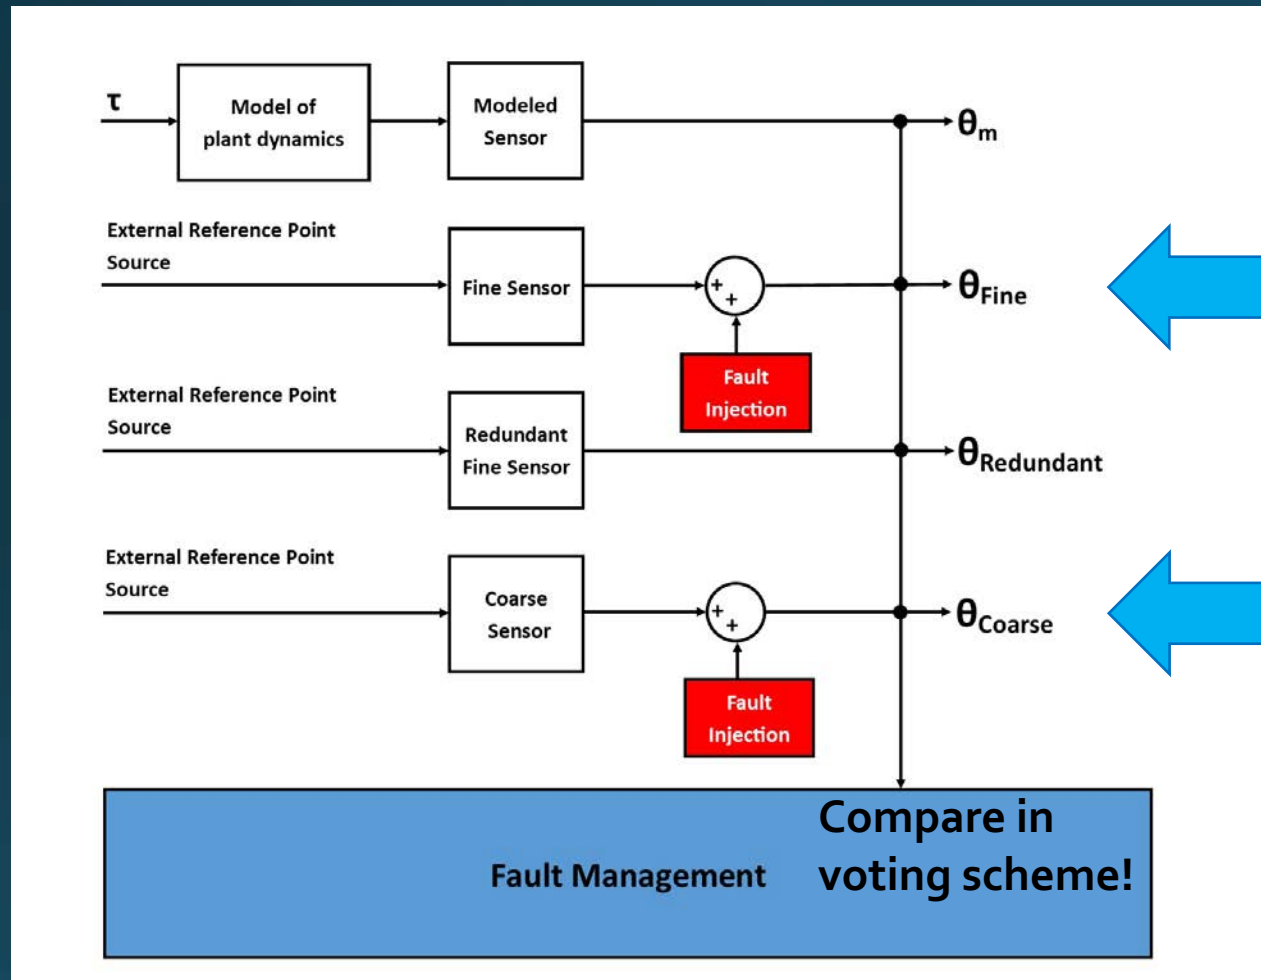 τ
Model of
plant dynamics
Modeled
Sensor
θm
External Reference Point
Source
Fine Sensor
+
+
θFine
Fault
Injection
External Reference Point
Source
Redundant
Fine Sensor
θRedundant
External Reference Point
Source
Coarse
Sensor
+
+
θCoarse
Fault
Injection
Fault Management
Compare in
voting scheme!